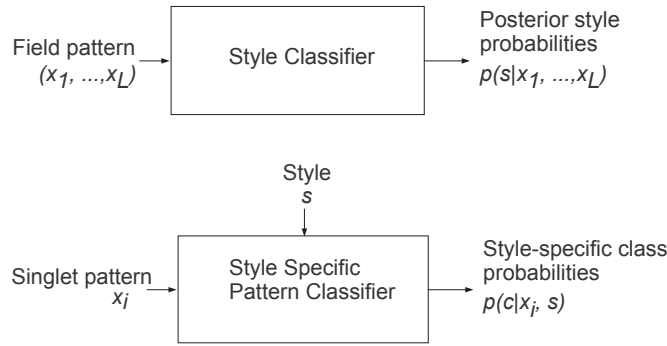 Field pattern
(x1, ...,xL)
Style Classifier
Posterior style
probabilities
p(s|x1, ...,xL)
Style
s
Singlet pattern
xi
Style Specific
Pattern Classifier
Style-specific class
probabilities
p(c|xi, s)